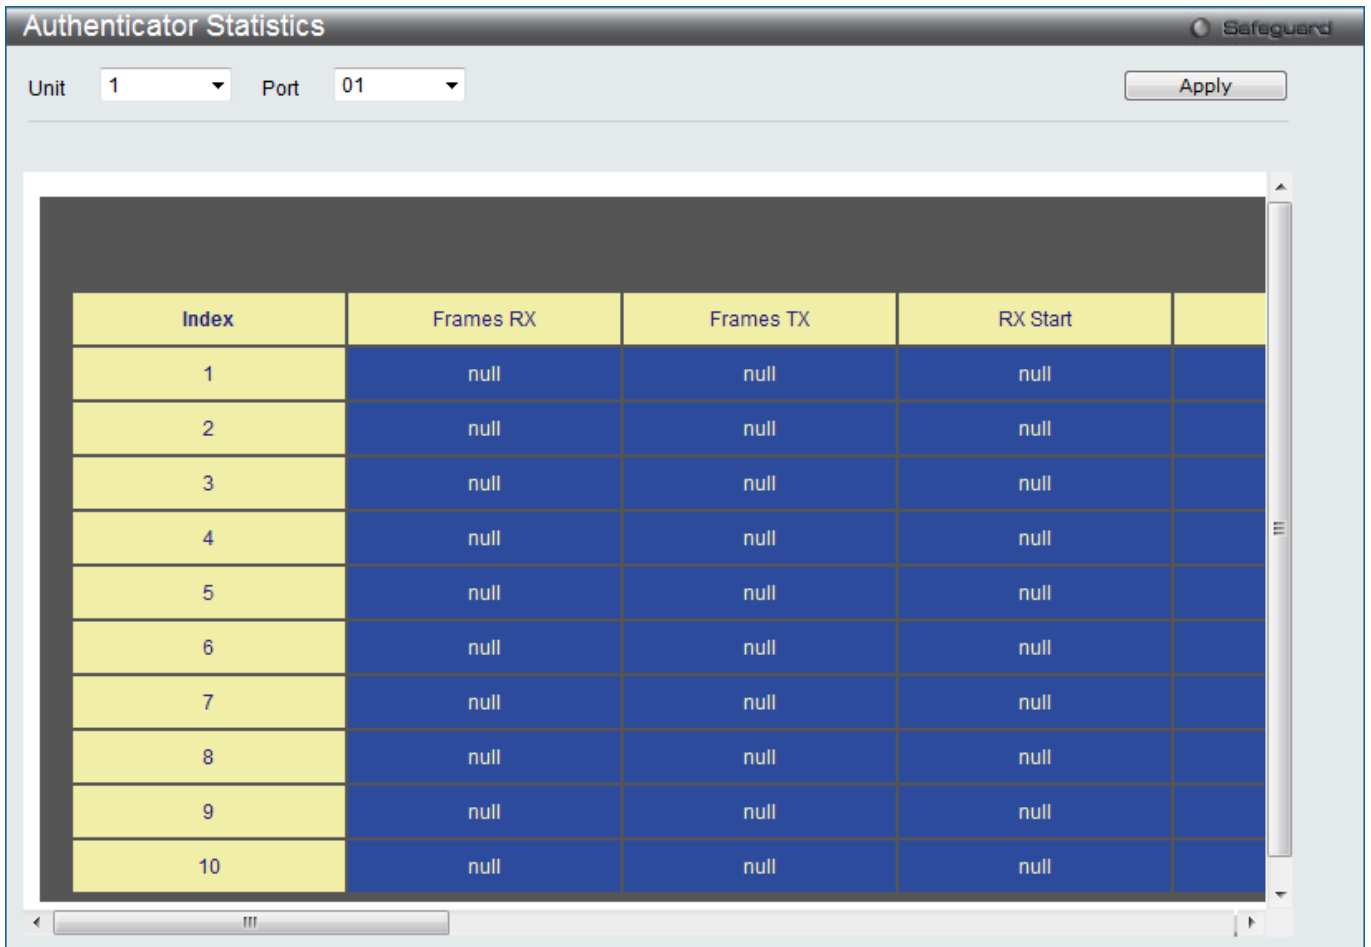 Authenticator Statistics Safeguard
Unit 1 Port 01 Apply
Index Frames RX Frames TX RX Start
1 null null null
2 null null null
3 null null null
4 null null null
5 null null null
6 null null null
7 null null null
8 null null null
9 null null null
10 null null null